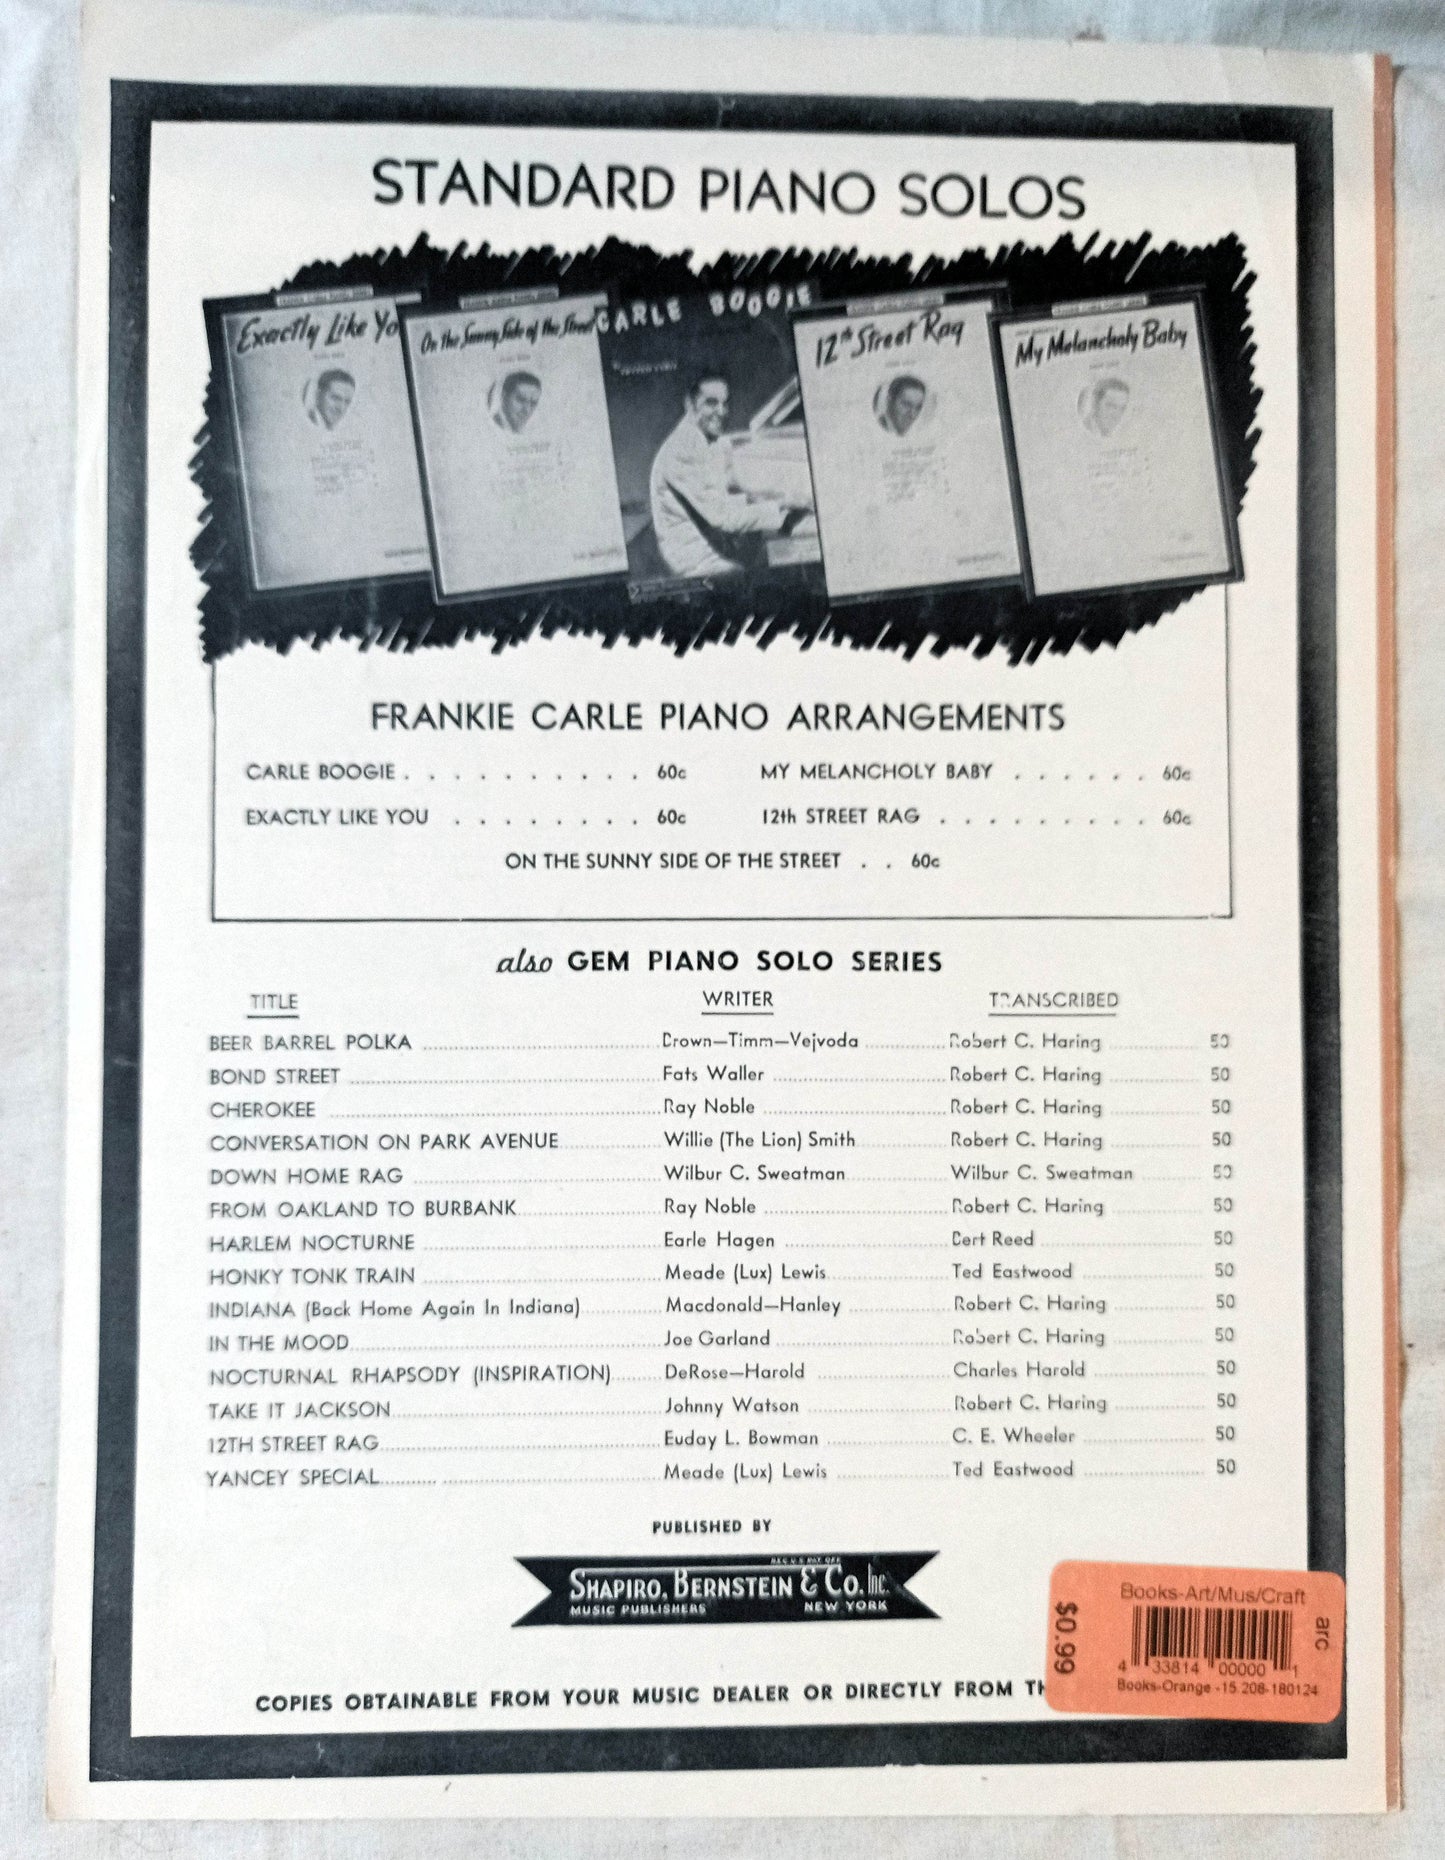 STANDARD PIANO SOLOS
Exactly Like Yo
On the Sunny Side of the Street
CARLE BOOGIE
12th Street Rag
My Melancholy Baby
FRANKIE CARLE PIANO ARRANGEMENTS
CARLE BOOGIE . . . . . . . . . . 60c MY MELANCHOLY BABY . . . . . . 60c
EXACTLY LIKE YOU . . . . . . . . 60c 12th STREET RAG . . . . . . . . . 60c
ON THE SUNNY SIDE OF THE STREET . . 60c
also GEM PIANO SOLO SERIES
TITLE WRITER TRANSCRIBED
BEER BARREL POLKA Brown—Timm—Vejvoda Robert C. Haring 50
BOND STREET Fats Waller Robert C. Haring 50
CHEROKEE Ray Noble Robert C. Haring 50
CONVERSATION ON PARK AVENUE Willie (The Lion) Smith Robert C. Haring 50
DOWN HOME RAG Wilbur C. Sweatman Wilbur C. Sweatman 50
FROM OAKLAND TO BURBANK Ray Noble Robert C. Haring 50
HARLEM NOCTURNE Earle Hagen Bert Reed 50
HONKY TONK TRAIN Meade (Lux) Lewis Ted Eastwood 50
INDIANA (Back Home Again In Indiana) Macdonald—Hanley Robert C. Haring 50
IN THE MOOD Joe Garland Robert C. Haring 50
NOCTURNAL RHAPSODY (INSPIRATION) DeRose—Harold Charles Harold 50
TAKE IT JACKSON Johnny Watson Robert C. Haring 50
12TH STREET RAG Euday L. Bowman C. E. Wheeler 50
YANCEY SPECIAL Meade (Lux) Lewis Ted Eastwood 50
PUBLISHED BY
REG. U.S. PAT. OFF.
SHAPIRO, BERNSTEIN & CO. Inc.
MUSIC PUBLISHERS NEW YORK
COPIES OBTAINABLE FROM YOUR MUSIC DEALER OR DIRECTLY FROM TH
Books-Art/Mus/Craft
$0.99
arc
4 33814 00000 1
Books-Orange -15.208-180124